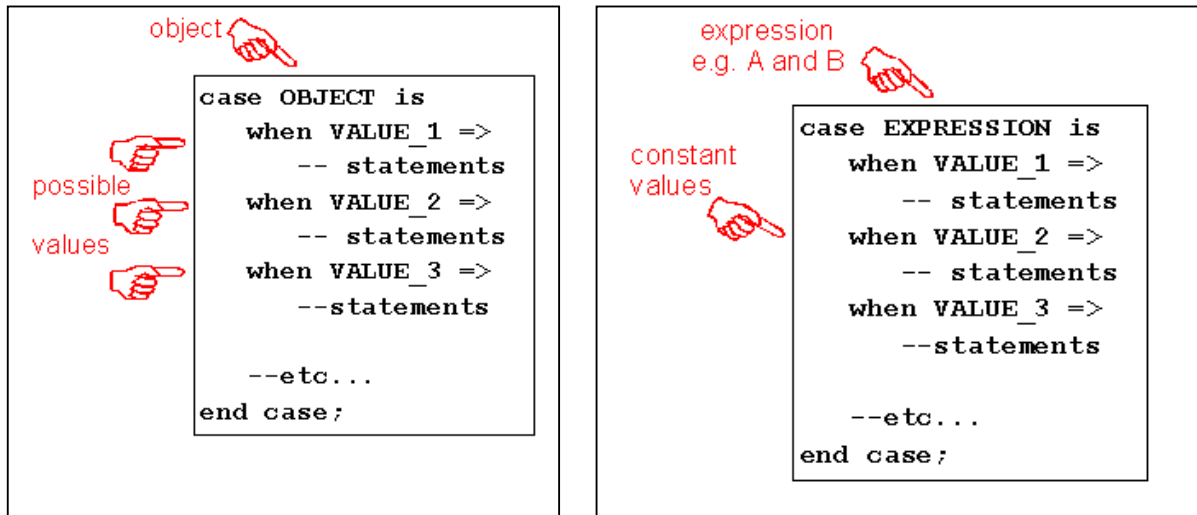 object
case OBJECT is
when VALUE_1 =>
-- statements
when VALUE_2 =>
-- statements
when VALUE_3 =>
--statements
--etc...
end case;
possible
values
expression
e.g. A and B
case EXPRESSION is
when VALUE_1 =>
-- statements
when VALUE_2 =>
-- statements
when VALUE_3 =>
--statements
--etc...
end case;
constant
values